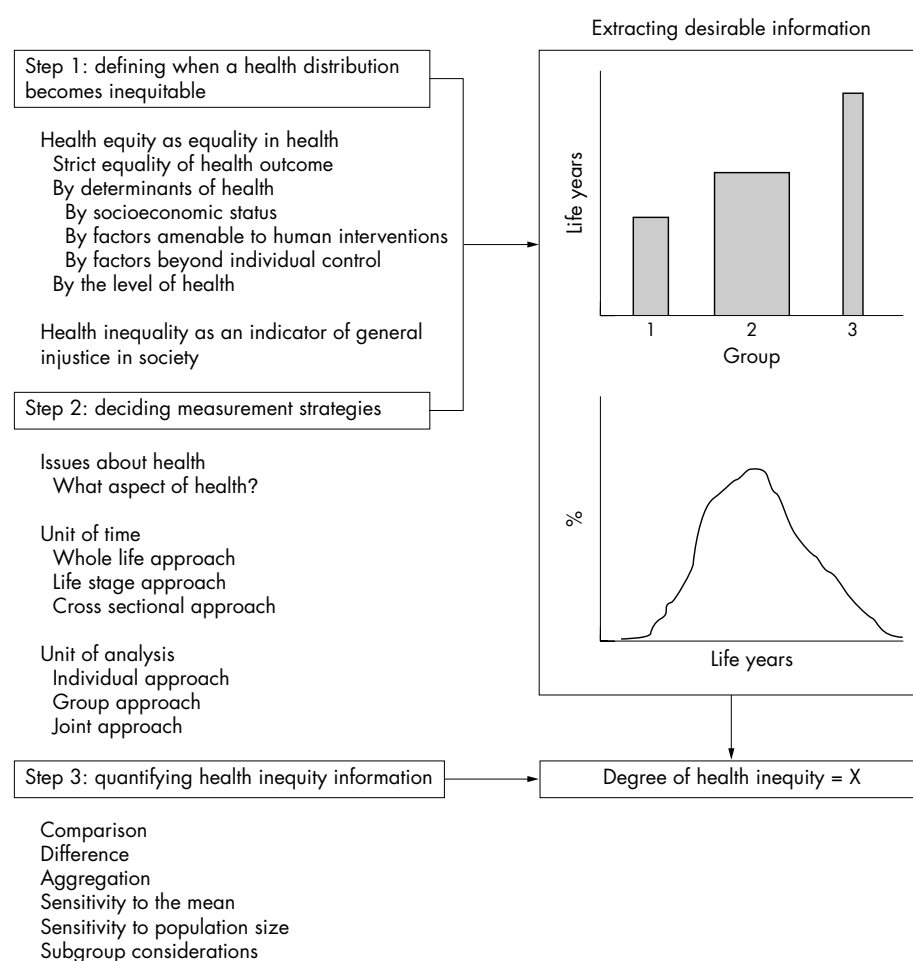 Extracting desirable information
Step 1: defining when a health distribution
becomes inequitable
Health equity as equality in health
Strict equality of health outcome
By determinants of health
By socioeconomic status
By factors amenable to human interventions
By factors beyond individual control
By the level of health
Health inequality as an indicator of general
injustice in society
Step 2: deciding measurement strategies
Issues about health
What aspect of health?
Unit of time
Whole life approach
Life stage approach
Cross sectional approach
Unit of analysis
Individual approach
Group approach
Joint approach
Life years
1 2 3
Group
%
Life years
Step 3: quantifying health inequity information
Degree of health inequity = X
Comparison
Difference
Aggregation
Sensitivity to the mean
Sensitivity to population size
Subgroup considerations